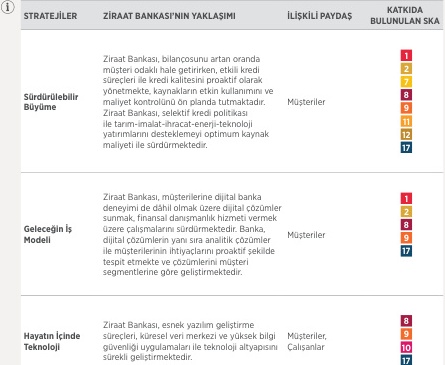 i
STRATEJİLER
ZİRAAT BANKASI'NIN YAKLAŞIMI
İLİŞKİLİ PAYDAŞ
KATKIDA
BULUNULAN SKA
Sürdürülebilir
Büyüme
Ziraat Bankası, bilançosunu artan oranda
müşteri odaklı hale getirirken, etkili kredi
süreçleri ile kredi kalitesini proaktif olarak
yönetmekte, kaynakların etkin kullanımını ve
maliyet kontrolünü ön planda tutmaktadır.
Ziraat Bankası, selektif kredi politikası
ile tarım-imalat-ihracat-enerji-teknoloji
yatırımlarını desteklemeyi optimum kaynak
maliyeti ile sürdürmektedir.
Müşteriler
1
2
7
8
9
11
12
17
Geleceğin İş
Modeli
Ziraat Bankası, müşterilerine dijital banka
deneyimi de dâhil olmak üzere dijital çözümler
sunmak, finansal danışmanlık hizmeti vermek
üzere çalışmalarını sürdürmektedir. Banka,
dijital çözümlerin yanı sıra analitik çözümler
ile müşterilerinin ihtiyaçlarını proaktif şekilde
tespit etmekte ve çözümlerini müşteri
segmentlerine göre geliştirmektedir.
Müşteriler
1
2
8
9
17
Hayatın İçinde
Teknoloji
Ziraat Bankası, esnek yazılım geliştirme
süreçleri, küresel veri merkezi ve yüksek bilgi
güvenliği uygulamaları ile teknoloji altyapısını
sürekli geliştirmektedir.
Müşteriler,
Çalışanlar
8
9
10
17